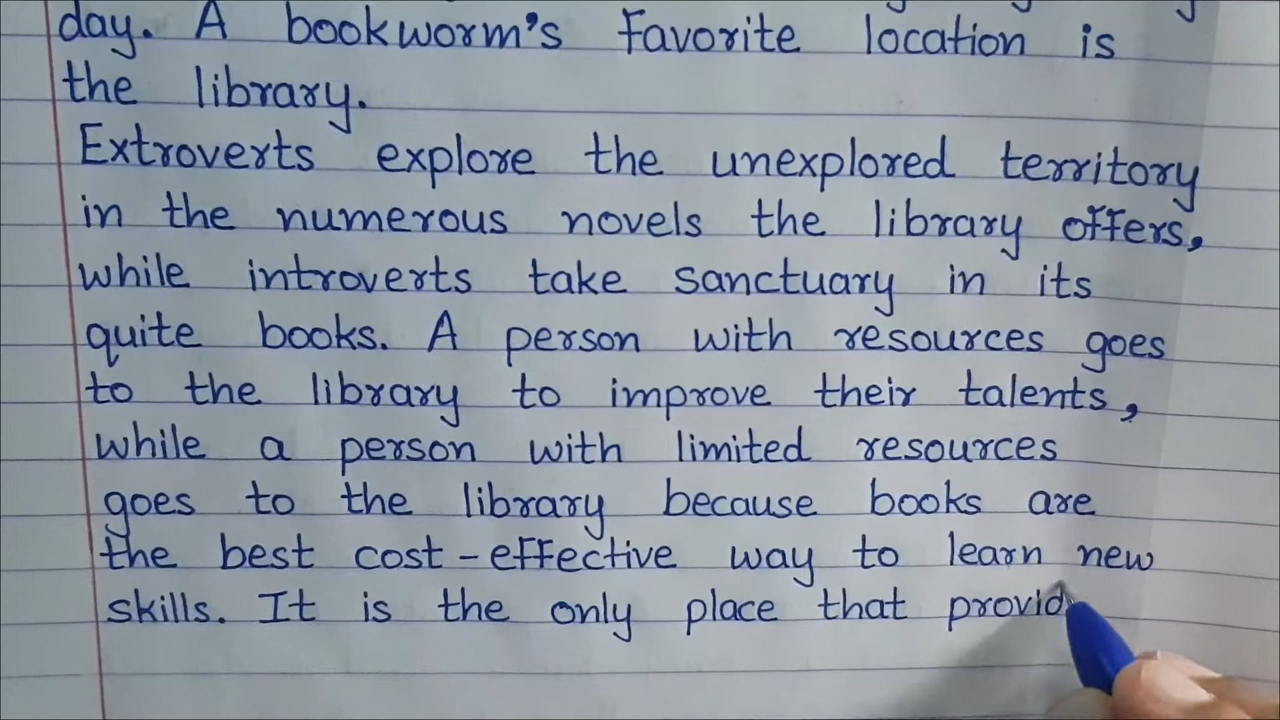 day. A bookworm's favorite location is
the library.
Extroverts explore the unexplored territory
in the numerous novels the library offers,
while introverts take sanctuary in its
quite books. A person with resources goes
to the library to improve their talents,
while a person with limited resources
goes to the library because books are
the best cost-effective way to learn new
skills. It is the only place that provid